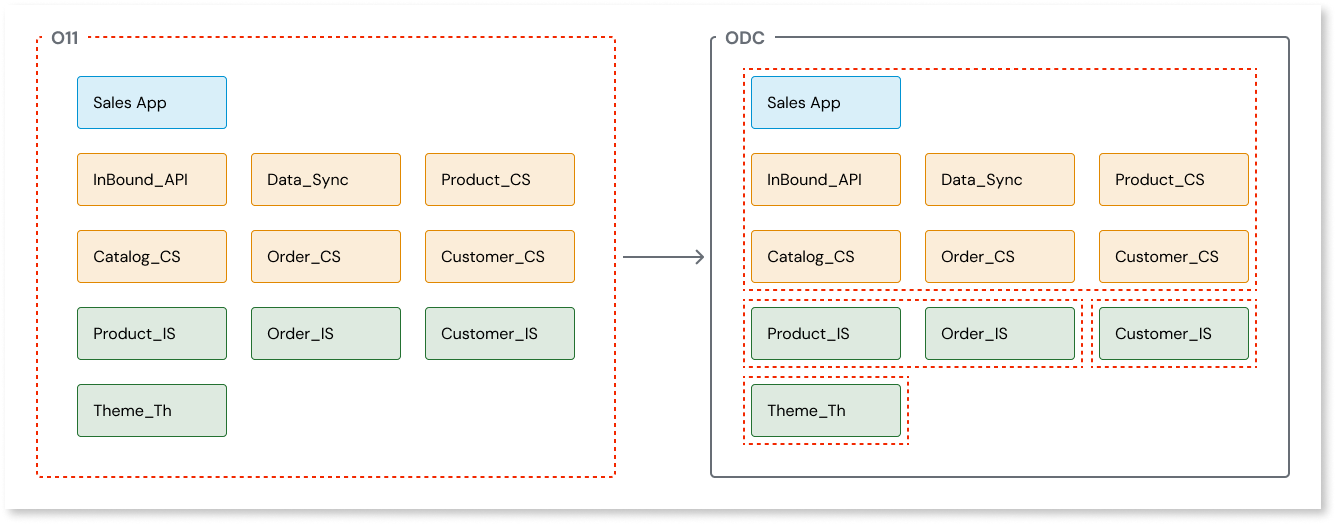 O11
Sales App
InBound_API Data_Sync Product_CS
Catalog_CS Order_CS Customer_CS
Product_IS Order_IS Customer_IS
Theme_Th
ODC
Sales App
InBound_API Data_Sync Product_CS
Catalog_CS Order_CS Customer_CS
Product_IS Order_IS Customer_IS
Theme_Th